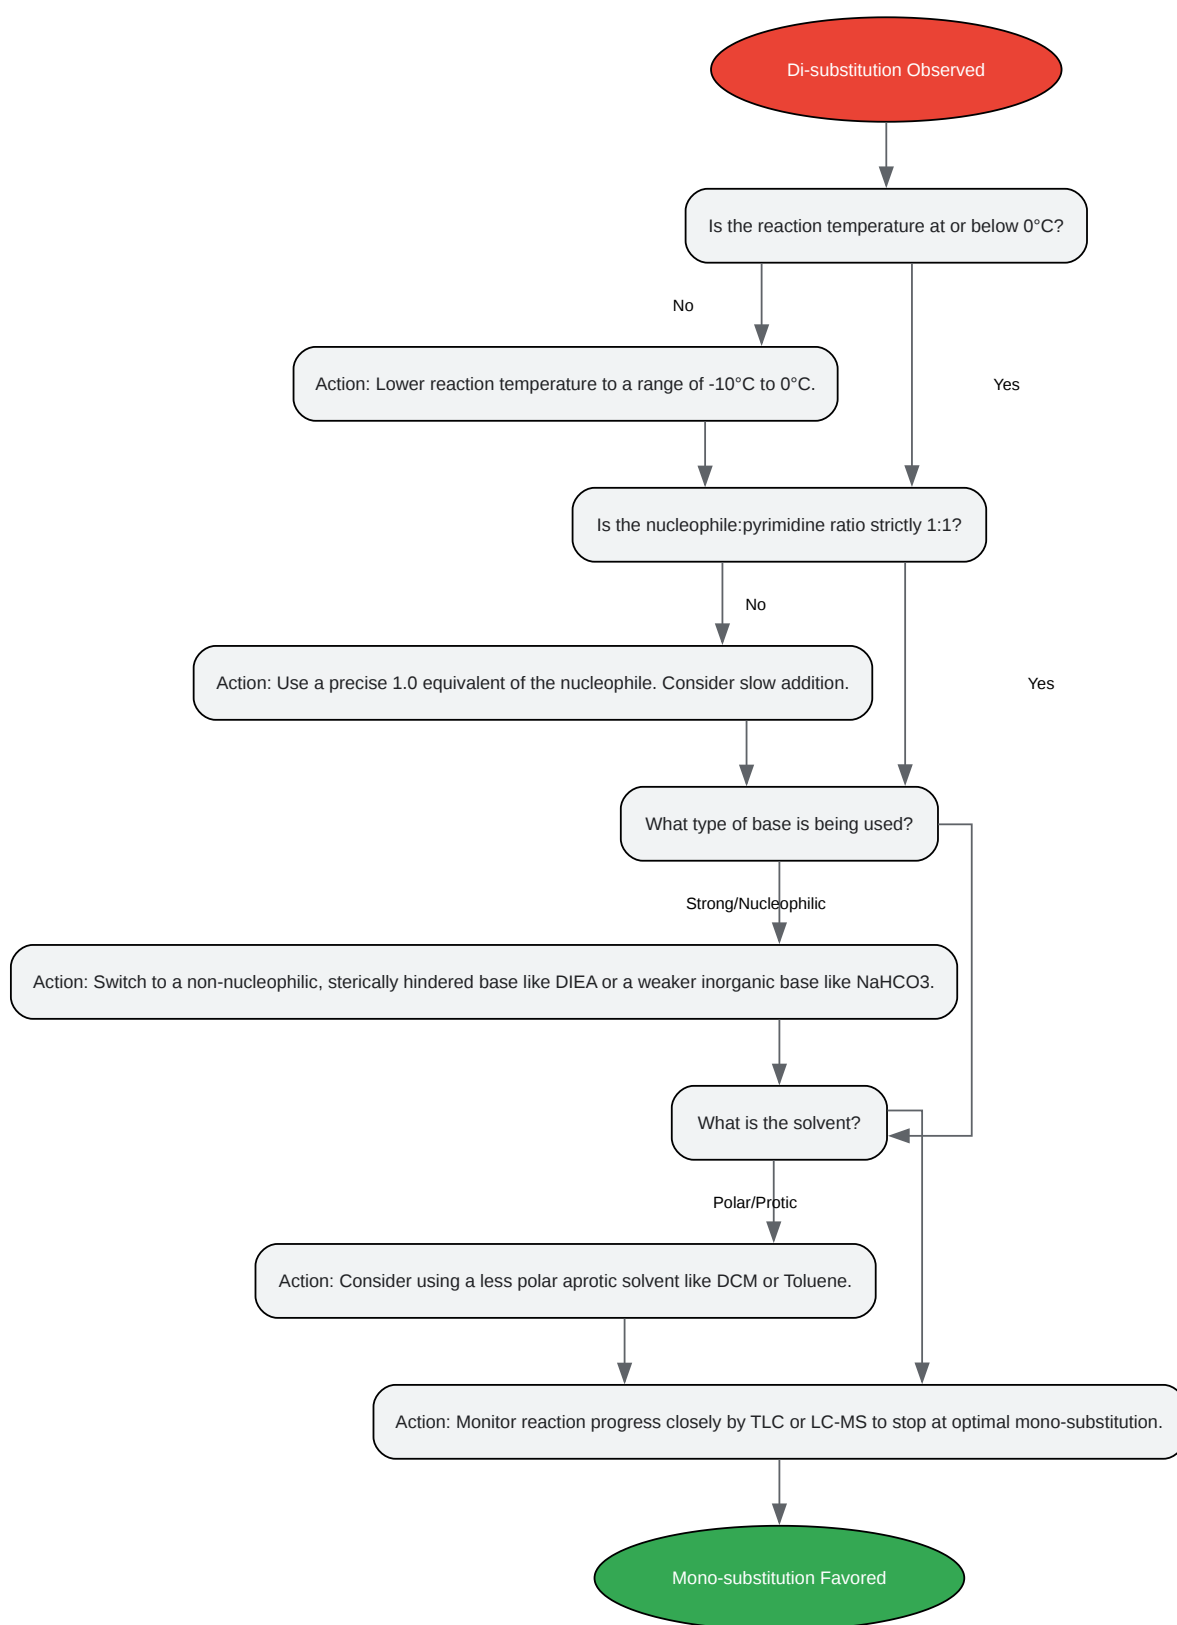 Di-substitution Observed
Is the reaction temperature at or below 0°C?
No
Action: Lower reaction temperature to a range of -10°C to 0°C.
Yes
Is the nucleophile:pyrimidine ratio strictly 1:1?
No
Action: Use a precise 1.0 equivalent of the nucleophile. Consider slow addition.
Yes
What type of base is being used?
Strong/Nucleophilic
Action: Switch to a non-nucleophilic, sterically hindered base like DIEA or a weaker inorganic base like NaHCO3.
What is the solvent?
Polar/Protic
Action: Consider using a less polar aprotic solvent like DCM or Toluene.
Action: Monitor reaction progress closely by TLC or LC-MS to stop at optimal mono-substitution.
Mono-substitution Favored